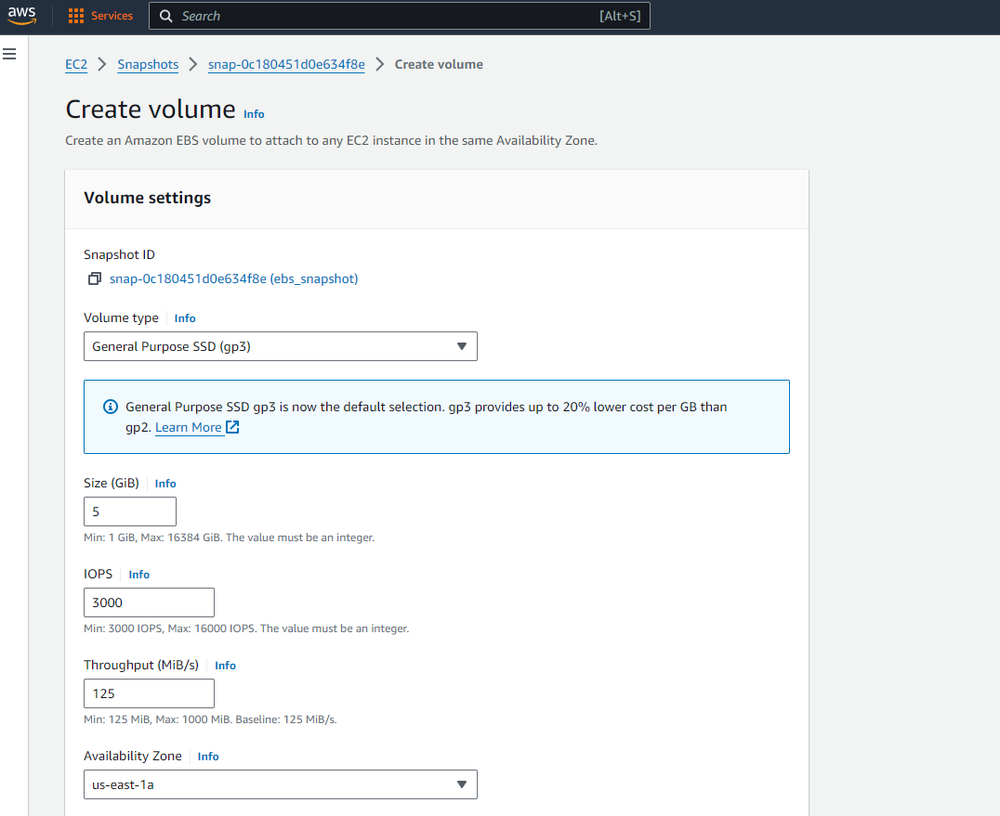 aws Services Search [Alt+S]
EC2 Snapshots snap-0c180451d0e634f8e Create volume
Create volume Info
Create an Amazon EBS volume to attach to any EC2 instance in the same Availability Zone.
Volume settings
Snapshot ID
snap-0c180451d0e634f8e (ebs_snapshot)
Volume type Info
General Purpose SSD (gp3)
General Purpose SSD gp3 is now the default selection. gp3 provides up to 20% lower cost per GB than
gp2. Learn More
Size (GiB) Info
5
Min: 1 GiB, Max: 16384 GiB. The value must be an integer.
IOPS Info
3000
Min: 3000 IOPS, Max: 16000 IOPS. The value must be an integer.
Throughput (MiB/s) Info
125
Min: 125 MiB, Max: 1000 MiB. Baseline: 125 MiB/s.
Availability Zone Info
us-east-1a